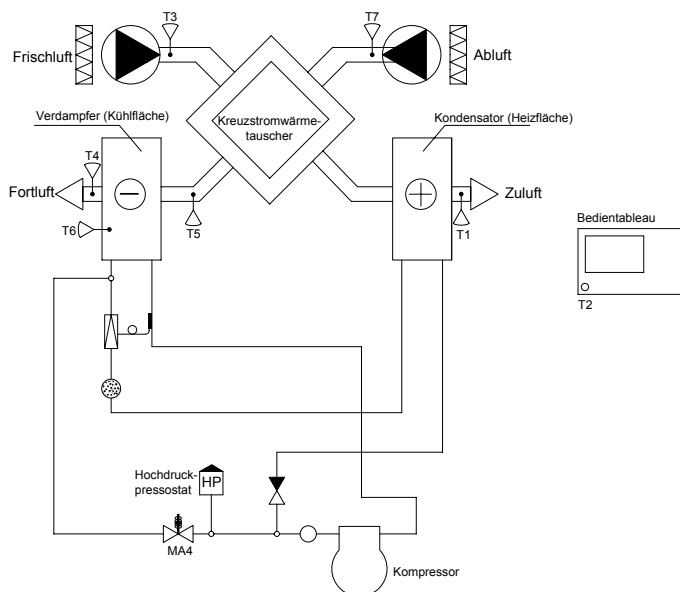 T3
T7
Frischluft
Abluft
Verdampfer (Kühlfläche)
Kreuzstromwärme-
tauscher
Kondensator (Heizfläche)
T4
Fortluft
Zuluft
T5
T1
T6
Bedientableau
T2
Hochdruck-
pressostat
HP
MA4
Kompressor